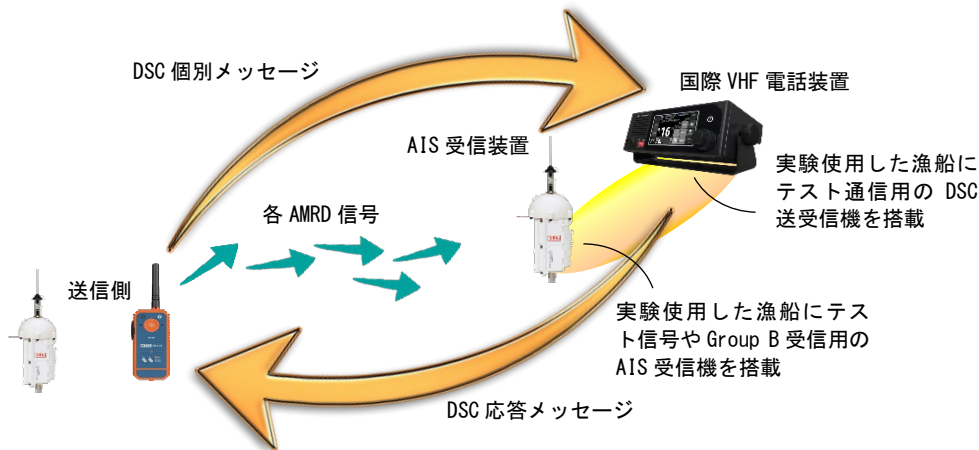 DSC 個別メッセージ
国際 VHF 電話装置
AIS 受信装置
16
実験使用した漁船に
テスト通信用の DSC
送受信機を搭載
各 AMRD 信号
送信側
実験使用した漁船にテス
ト信号や Group B 受信用の
AIS 受信機を搭載
DSC 応答メッセージ